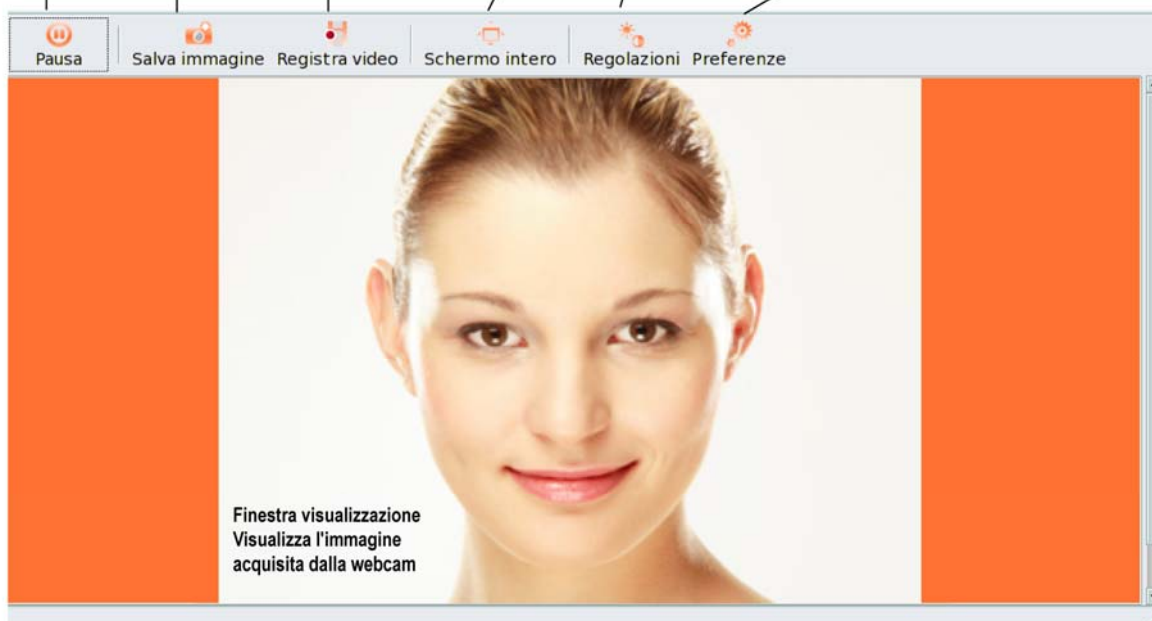 Pausa Salva immagine Registra video Schermo intero Regolazioni Preferenze
Finestra visualizzazione
Visualizza l'immagine
acquisita dalla webcam